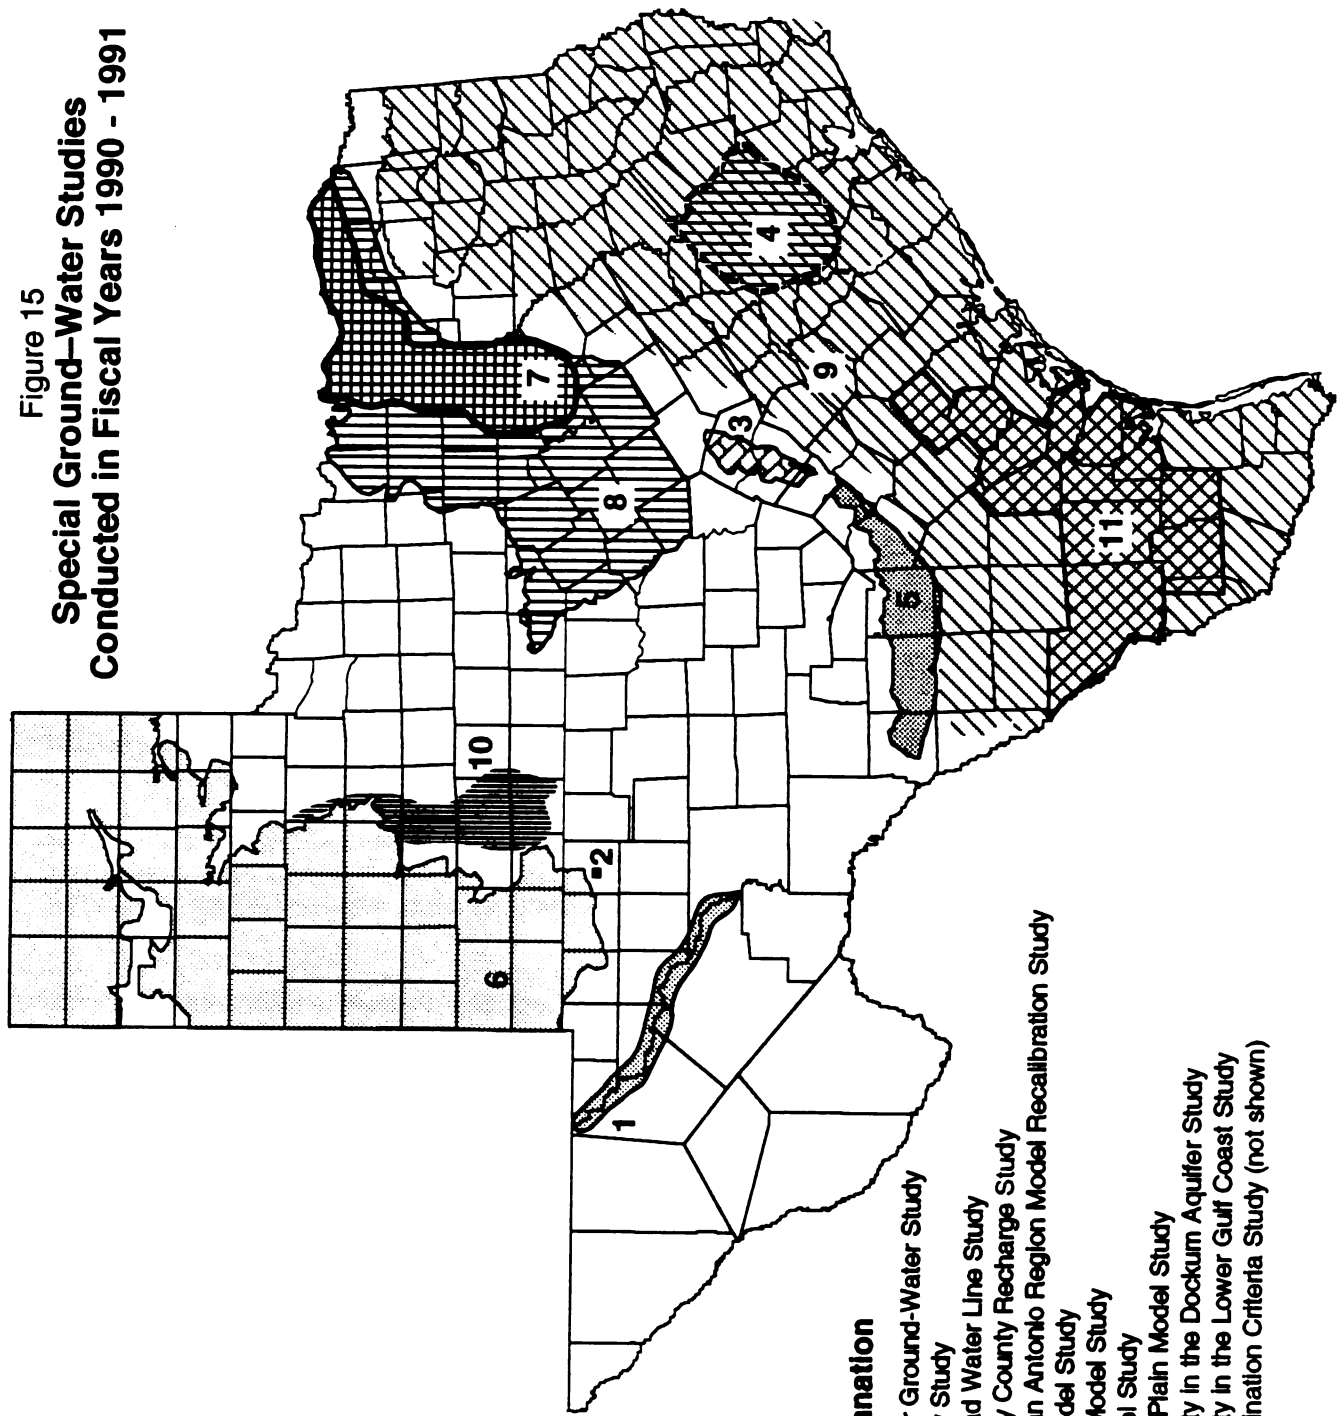 Figure 15
Special Ground-Water Studies
Conducted in Fiscal Years 1990 - 1991
1
2
3
4
5
6
7
8
9
10
11
Ground-Water Study
Study
Water Line Study
County Recharge Study
Antonio Region Model Recalibration Study
Study
Model Study
Study
Plain Model Study
in the Dockum Aquifer Study
in the Lower Gulf Coast Study
Criteria Study (not shown)